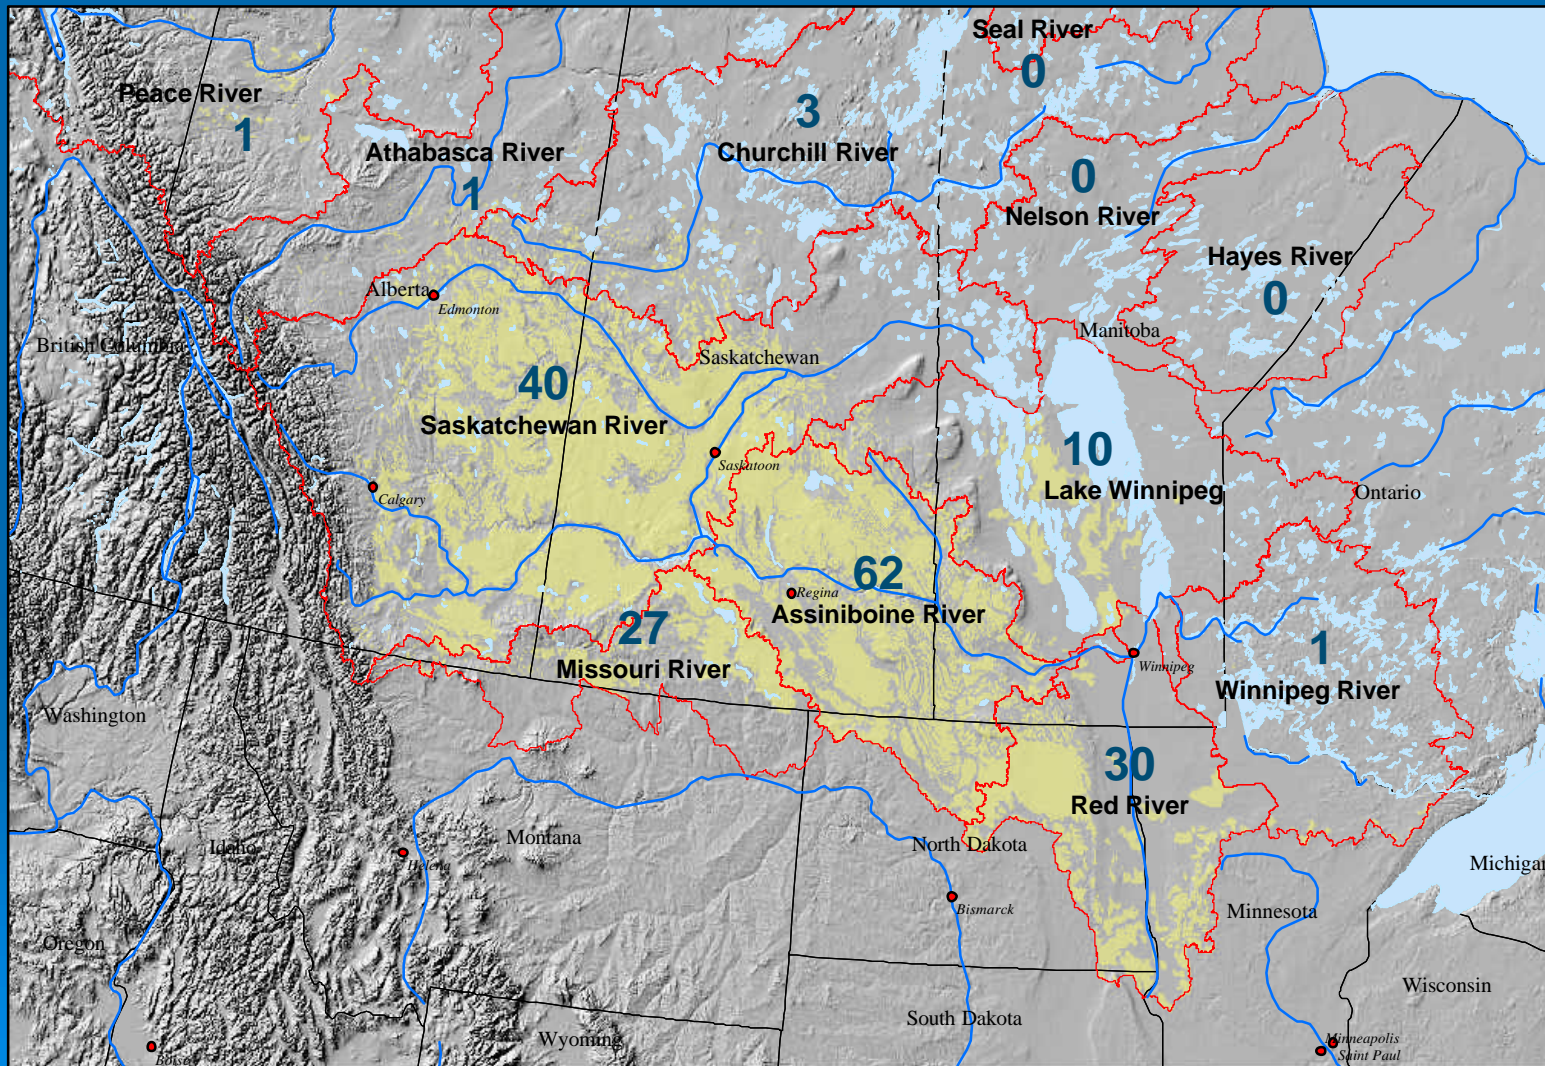 Seal River
0
Peace River
1
3
Churchill River
Athabasca River
1
0
Nelson River
Hayes River
0
Alberta
Edmonton
British Columbia
Manitoba
Saskatchewan
40
Saskatchewan River
Saskatoon
Calgary
10
Lake Winnipeg
Ontario
62
Regina
Assiniboine River
27
Missouri River
Winnipeg
1
Winnipeg River
Washington
30
Red River
Montana
Idaho
Helena
North Dakota
Michigan
Bismarck
Minnesota
Oregon
Wisconsin
South Dakota
Wyoming
Boise
Minneapolis
Saint Paul